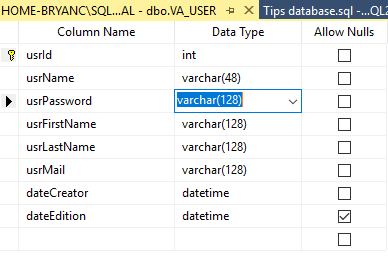 HOME-BRYANC\SQL...AL - dbo.VA_USER Tips database.sql -...QL2
Column Name Data Type Allow Nulls
usrId int
usrName varchar(48)
usrPassword varchar(128)
usrFirstName varchar(128)
usrLastName varchar(128)
usrMail varchar(128)
dateCreator datetime
dateEdition datetime